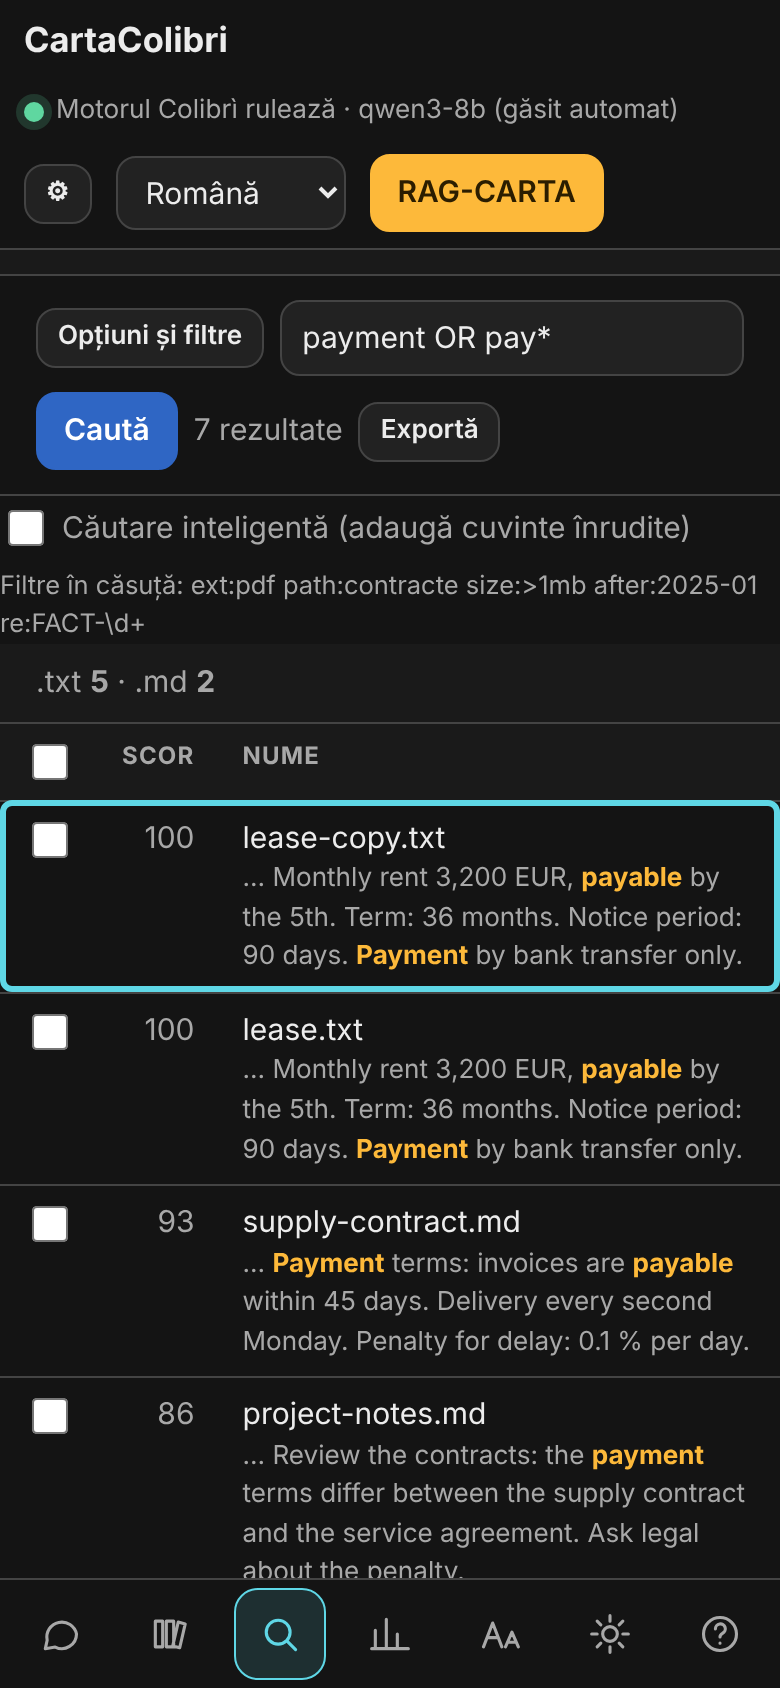 CartaColibri
Motorul Colibrì rulează · qwen3-8b (găsit automat)
Română
RAG-CARTA
Opțiuni și filtre
payment OR pay*
Caută
7 rezultate
Exportă
Căutare inteligentă (adaugă cuvinte înrudite)
Filtre în căsuță: ext:pdf path:contracte size:>1mb after:2025-01
re:FACT-\d+
.txt 5 · .md 2
SCOR NUME
100 lease-copy.txt
... Monthly rent 3,200 EUR, payable by
the 5th. Term: 36 months. Notice period:
90 days. Payment by bank transfer only.
100 lease.txt
... Monthly rent 3,200 EUR, payable by
the 5th. Term: 36 months. Notice period:
90 days. Payment by bank transfer only.
93 supply-contract.md
... Payment terms: invoices are payable
within 45 days. Delivery every second
Monday. Penalty for delay: 0.1 % per day.
86 project-notes.md
... Review the contracts: the payment
terms differ between the supply contract
and the service agreement. Ask legal
about the penalty.
AA